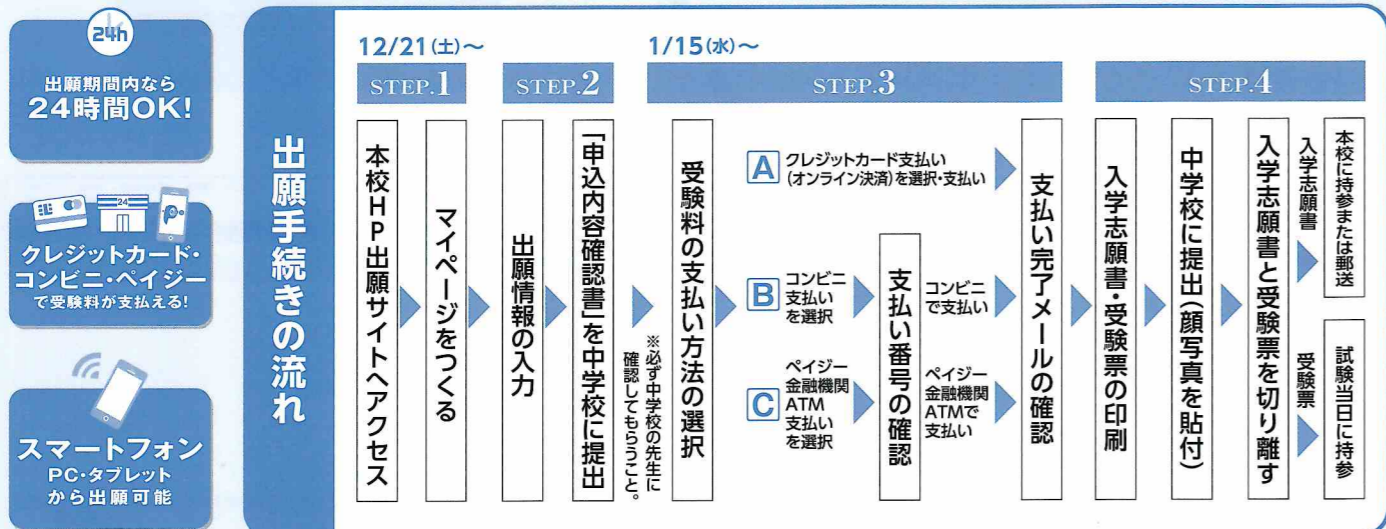 24h
出願期間内なら
24時間OK!
24
クレジットカード・
コンビニ・ペイジー
で受験料が支払える!
スマートフォン
PC・タブレット
から出願可能
出願手続きの流れ
12/21(土)~
STEP.1
本校HP出願サイトへアクセス
マイページをつくる
STEP.2
出願情報の入力
「申込内容確認書」を中学校に提出
※必ず中学校の先生に
確認してもらうこと。
1/15(水)~
STEP.3
受験料の支払い方法の選択
A クレジットカード支払い
(オンライン決済)を選択・支払い
B コンビニ
支払い
を選択
C ペイジー
金融機関
ATM
支払い
を選択
支払い番号の確認
コンビニ
で支払い
ペイジー
金融機関
ATMで
支払い
支払い完了メールの確認
STEP.4
入学志願書・受験票の印刷
中学校に提出(顔写真を貼付)
入学志願書と受験票を切り離す
入学志願書
本校に持参または郵送
受験票
試験当日に持参